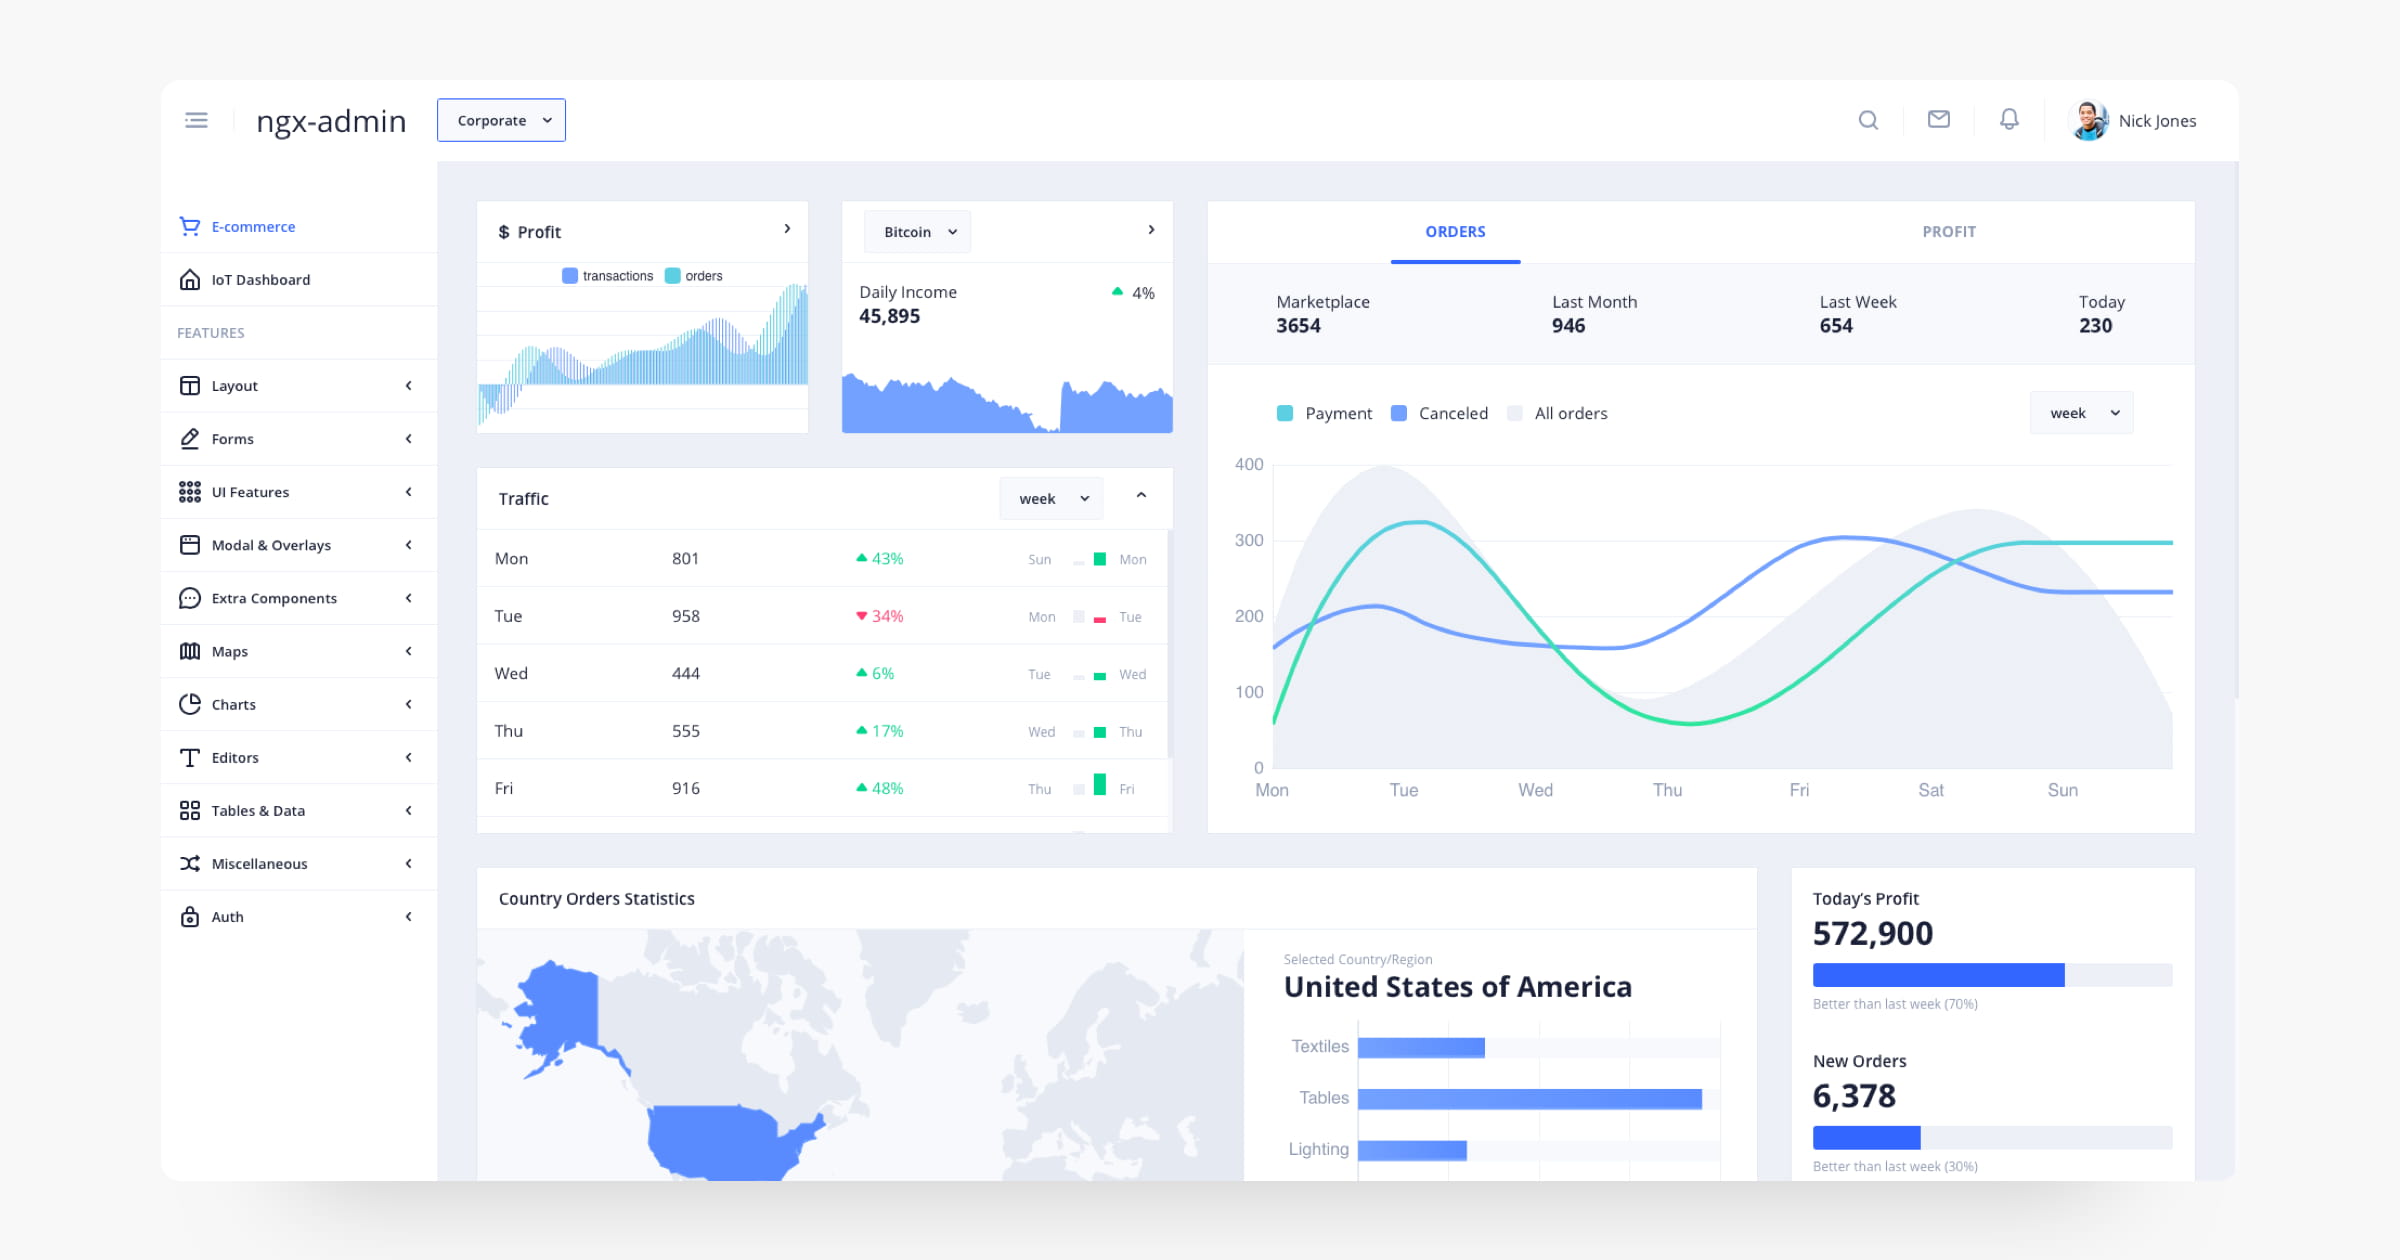 ngx-admin
Corporate
Nick Jones
E-commerce
IoT Dashboard
FEATURES
Layout
Forms
UI Features
Modal & Overlays
Extra Components
Maps
Charts
Editors
Tables & Data
Miscellaneous
Auth
$ Profit
transactions orders
Bitcoin
Daily Income 4%
45,895
Traffic week
Mon 801 43% Sun Mon
Tue 958 34% Mon Tue
Wed 444 6% Tue Wed
Thu 555 17% Wed Thu
Fri 916 48% Thu Fri
ORDERS PROFIT
Marketplace Last Month Last Week Today
3654 946 654 230
Payment Canceled All orders week
400
300
200
100
0
Mon Tue Wed Thu Fri Sat Sun
Country Orders Statistics
Selected Country/Region
United States of America
Textiles
Tables
Lighting
Today's Profit
572,900
Better than last week (70%)
New Orders
6,378
Better than last week (30%)